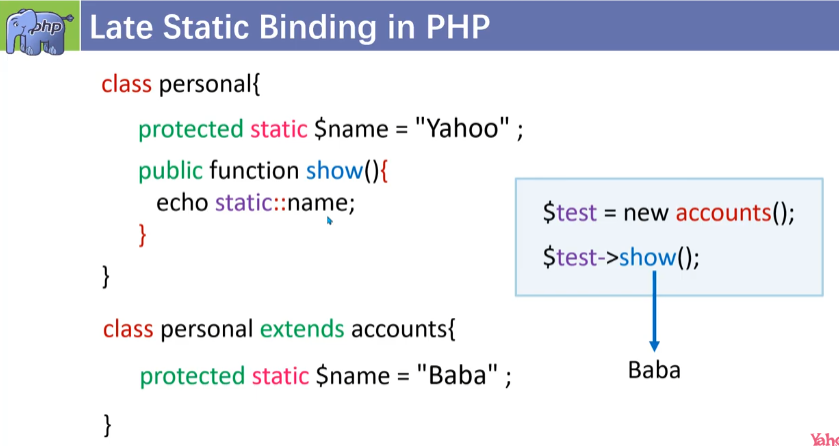 php
Late Static Binding in PHP
class personal{
protected static $name = "Yahoo" ;
public function show(){
echo static::name;
}
}
class personal extends accounts{
protected static $name = "Baba" ;
}
$test = new accounts();
$test->show();
Baba